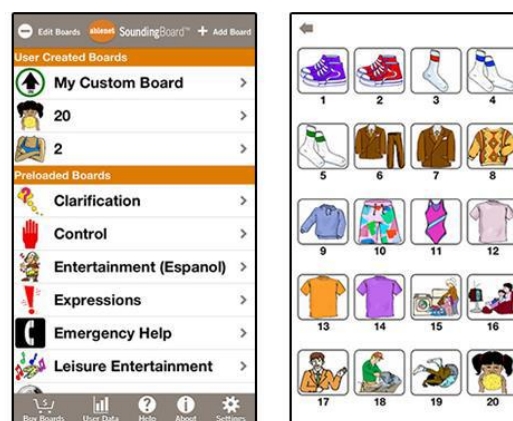 Edit Boards ablenet SoundingBoard™ + Add Board
User Created Boards
My Custom Board
20
2
Preloaded Boards
Clarification
Control
Entertainment (Espanol)
Expressions
Emergency Help
Leisure Entertainment
Buy Boards User Data Help About Settings
1 2 3 4
5 6 7 8
9 10 11 12
13 14 15 16
17 18 19 20